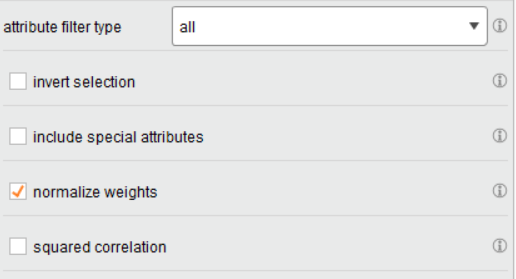 attribute filter type all
invert selection
include special attributes
normalize weights
squared correlation